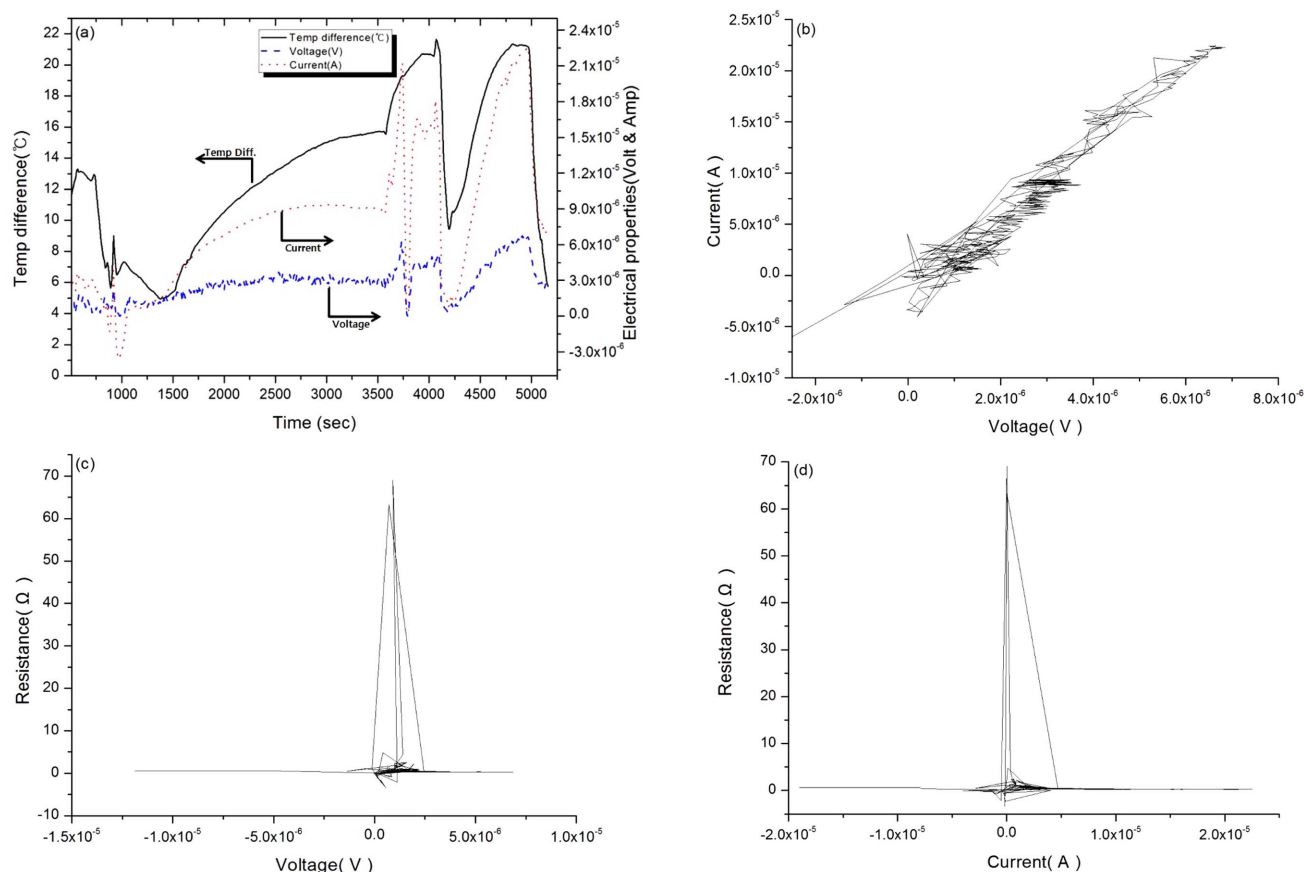 (a)
Temp difference(℃)
Voltage(V)
Current(A)
Temp Diff.
Current
Voltage
22
20
18
16
14
12
10
8
6
4
2
0
Temp difference(℃)
2.4x10⁻⁵
2.1x10⁻⁵
1.8x10⁻⁵
1.5x10⁻⁵
1.2x10⁻⁵
9.0x10⁻⁶
6.0x10⁻⁶
3.0x10⁻⁶
0.0
-3.0x10⁻⁶
Electrical properties(Volt & Amp)
1000 1500 2000 2500 3000 3500 4000 4500 5000
Time (sec)
(b)
2.5x10⁻⁵
2.0x10⁻⁵
1.5x10⁻⁵
1.0x10⁻⁵
5.0x10⁻⁶
0.0
-5.0x10⁻⁶
-1.0x10⁻⁵
Current( A )
-2.0x10⁻⁶ 0.0 2.0x10⁻⁶ 4.0x10⁻⁶ 6.0x10⁻⁶ 8.0x10⁻⁶
Voltage( V )
(c)
70
60
50
40
30
20
10
0
-10
Resistance( Ω )
-1.5x10⁻⁵ -1.0x10⁻⁵ -5.0x10⁻⁶ 0.0 5.0x10⁻⁶ 1.0x10⁻⁵
Voltage( V )
(d)
70
60
50
40
30
20
10
0
Resistance( Ω )
-2.0x10⁻⁵ -1.0x10⁻⁵ 0.0 1.0x10⁻⁵ 2.0x10⁻⁵
Current( A )